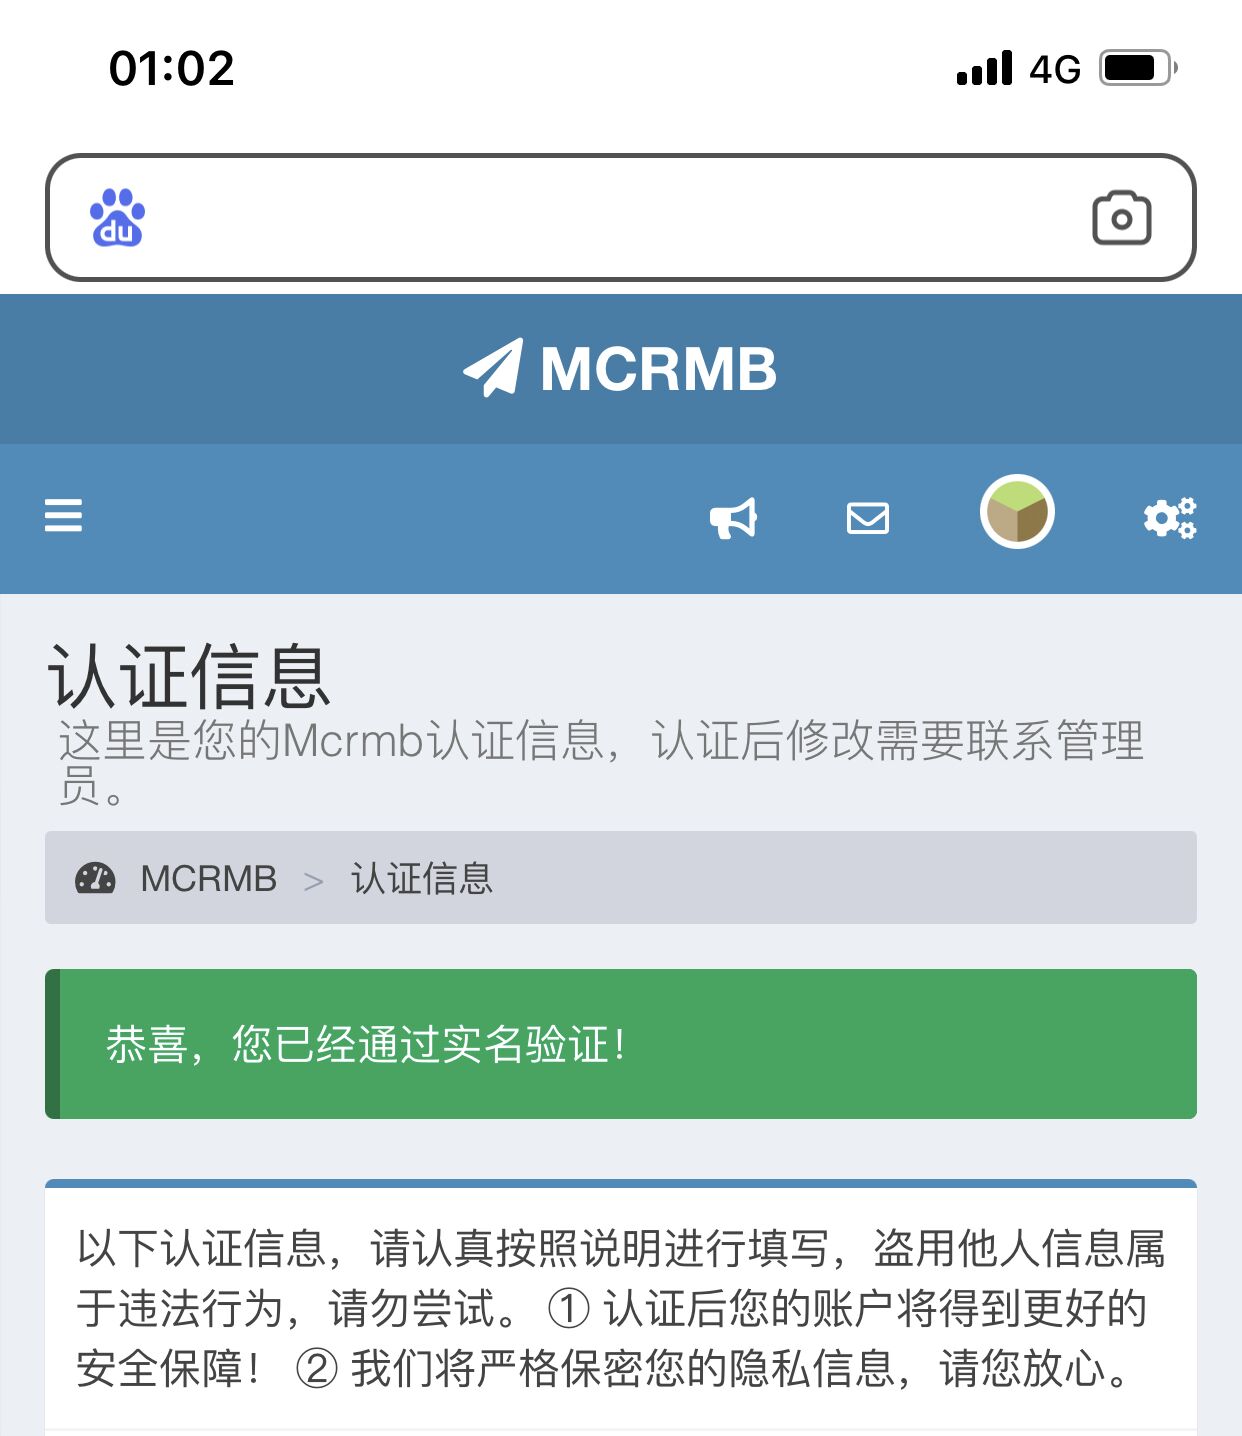 01:02
4G
du
MCRMB
认证信息
这里是您的Mcrmb认证信息，认证后修改需要联系管理
员。
MCRMB > 认证信息
恭喜，您已经通过实名验证！
以下认证信息，请认真按照说明进行填写，盗用他人信息属
于违法行为，请勿尝试。 ① 认证后您的账户将得到更好的
安全保障！ ② 我们将严格保密您的隐私信息，请您放心。